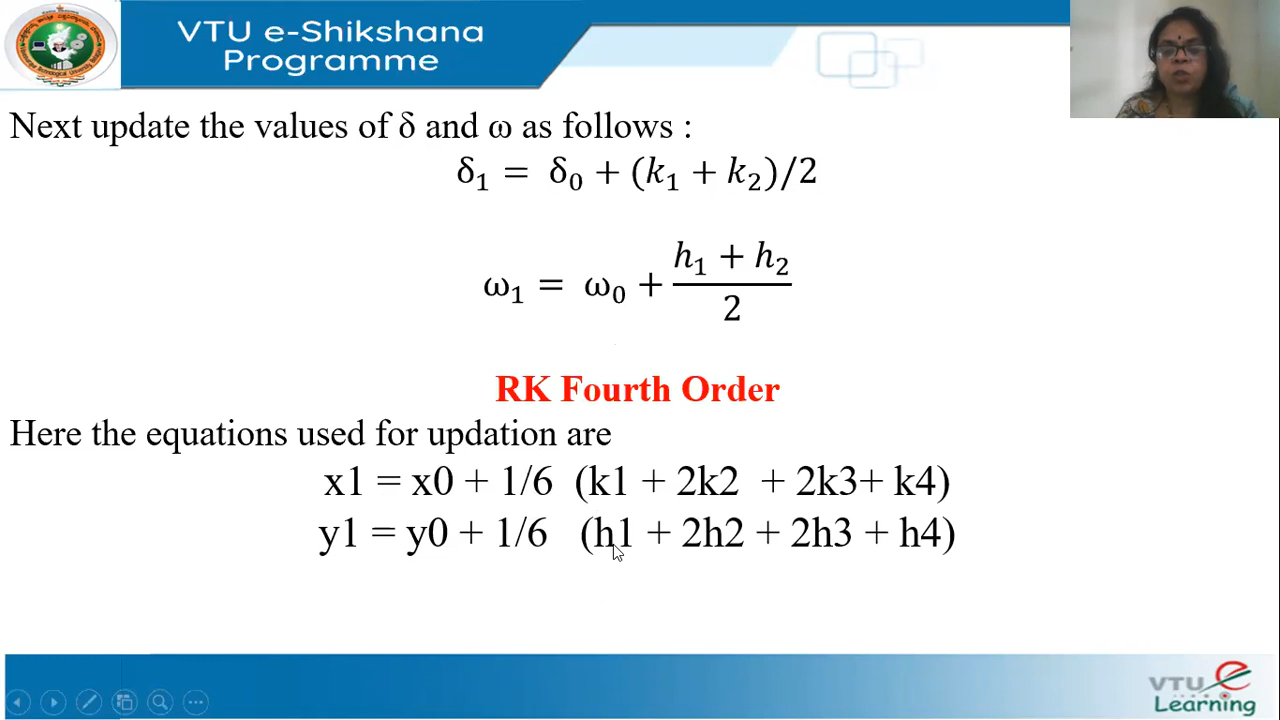 VTU e-Shikshana
Programme
Next update the values of δ and ω as follows :
δ₁ = δ₀ + (k₁ + k₂)/2
ω₁ = ω₀ + (h₁ + h₂)/2
RK Fourth Order
Here the equations used for updation are
x1 = x0 + 1/6 (k1 + 2k2 + 2k3+ k4)
y1 = y0 + 1/6 (h1 + 2h2 + 2h3 + h4)
VTU e
Learning